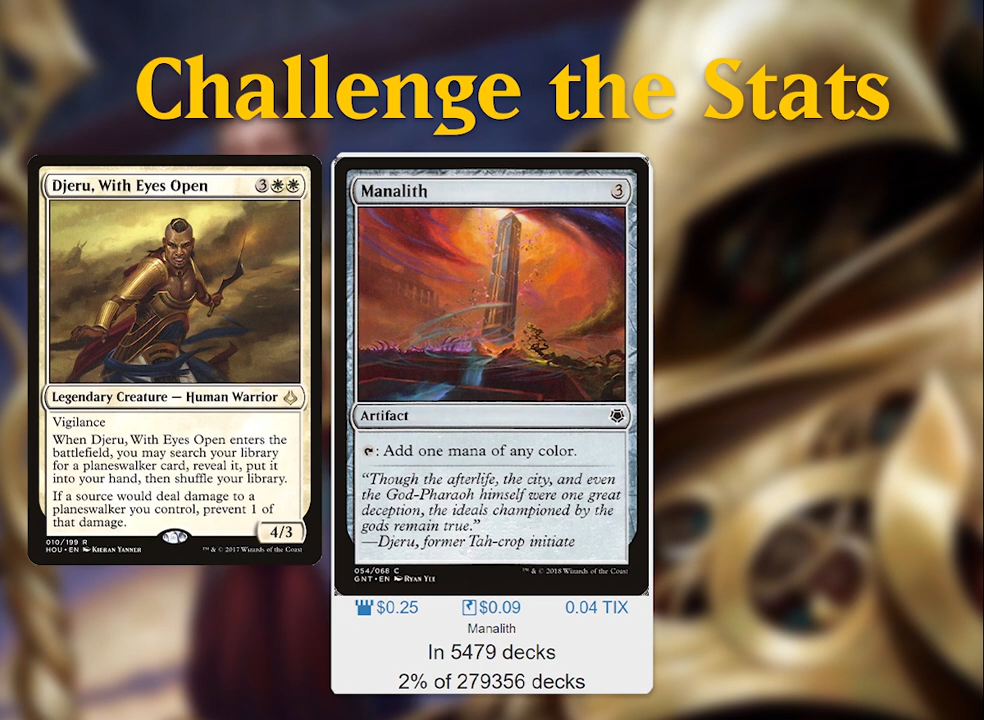 Challenge the Stats
Djeru, With Eyes Open 3
Legendary Creature — Human Warrior
Vigilance
When Djeru, With Eyes Open enters the
battlefield, you may search your library
for a planeswalker card, reveal it, put it
into your hand, then shuffle your library.
If a source would deal damage to a
planeswalker you control, prevent 1 of
that damage.
4/3
010/199 R
HOU • EN Kieran Yanner
™ & © 2017 Wizards of the Coast
Manalith 3
Artifact
: Add one mana of any color.
“Though the afterlife, the city, and even
the God-Pharaoh himself were one great
deception, the ideals championed by the
gods remain true.”
—Djeru, former Tah-crop initiate
054/068 C
GNT • EN Ryan Yee
™ & © 2018 Wizards of the Coast
$0.25 $0.09 0.04 TIX
Manalith
In 5479 decks
2% of 279356 decks